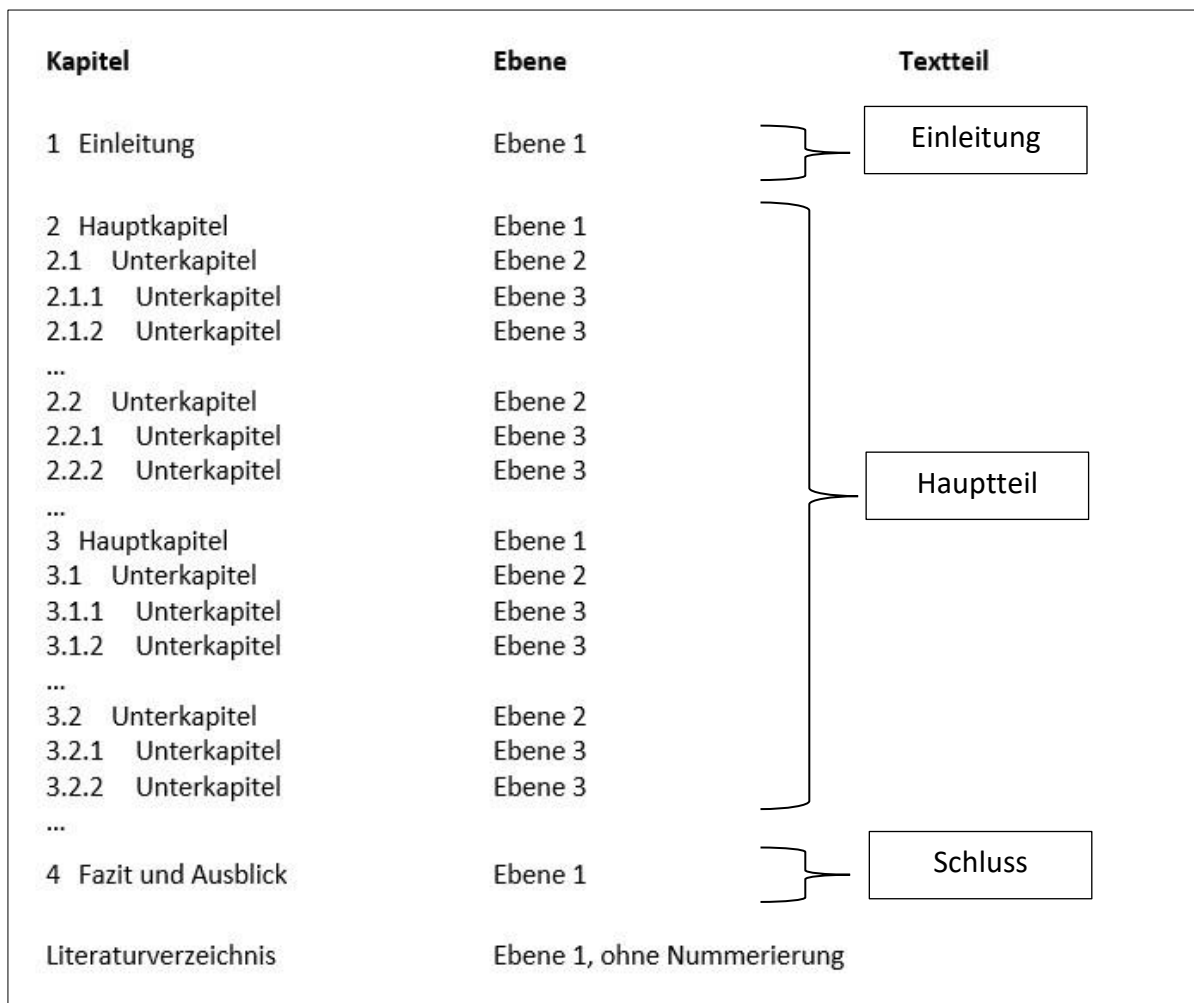 Kapitel Ebene Textteil
1 Einleitung Ebene 1 Einleitung
2 Hauptkapitel Ebene 1
2.1 Unterkapitel Ebene 2
2.1.1 Unterkapitel Ebene 3
2.1.2 Unterkapitel Ebene 3
...
2.2 Unterkapitel Ebene 2
2.2.1 Unterkapitel Ebene 3
2.2.2 Unterkapitel Ebene 3
Hauptteil
...
3 Hauptkapitel Ebene 1
3.1 Unterkapitel Ebene 2
3.1.1 Unterkapitel Ebene 3
3.1.2 Unterkapitel Ebene 3
...
3.2 Unterkapitel Ebene 2
3.2.1 Unterkapitel Ebene 3
3.2.2 Unterkapitel Ebene 3
...
4 Fazit und Ausblick Ebene 1 Schluss
Literaturverzeichnis Ebene 1, ohne Nummerierung